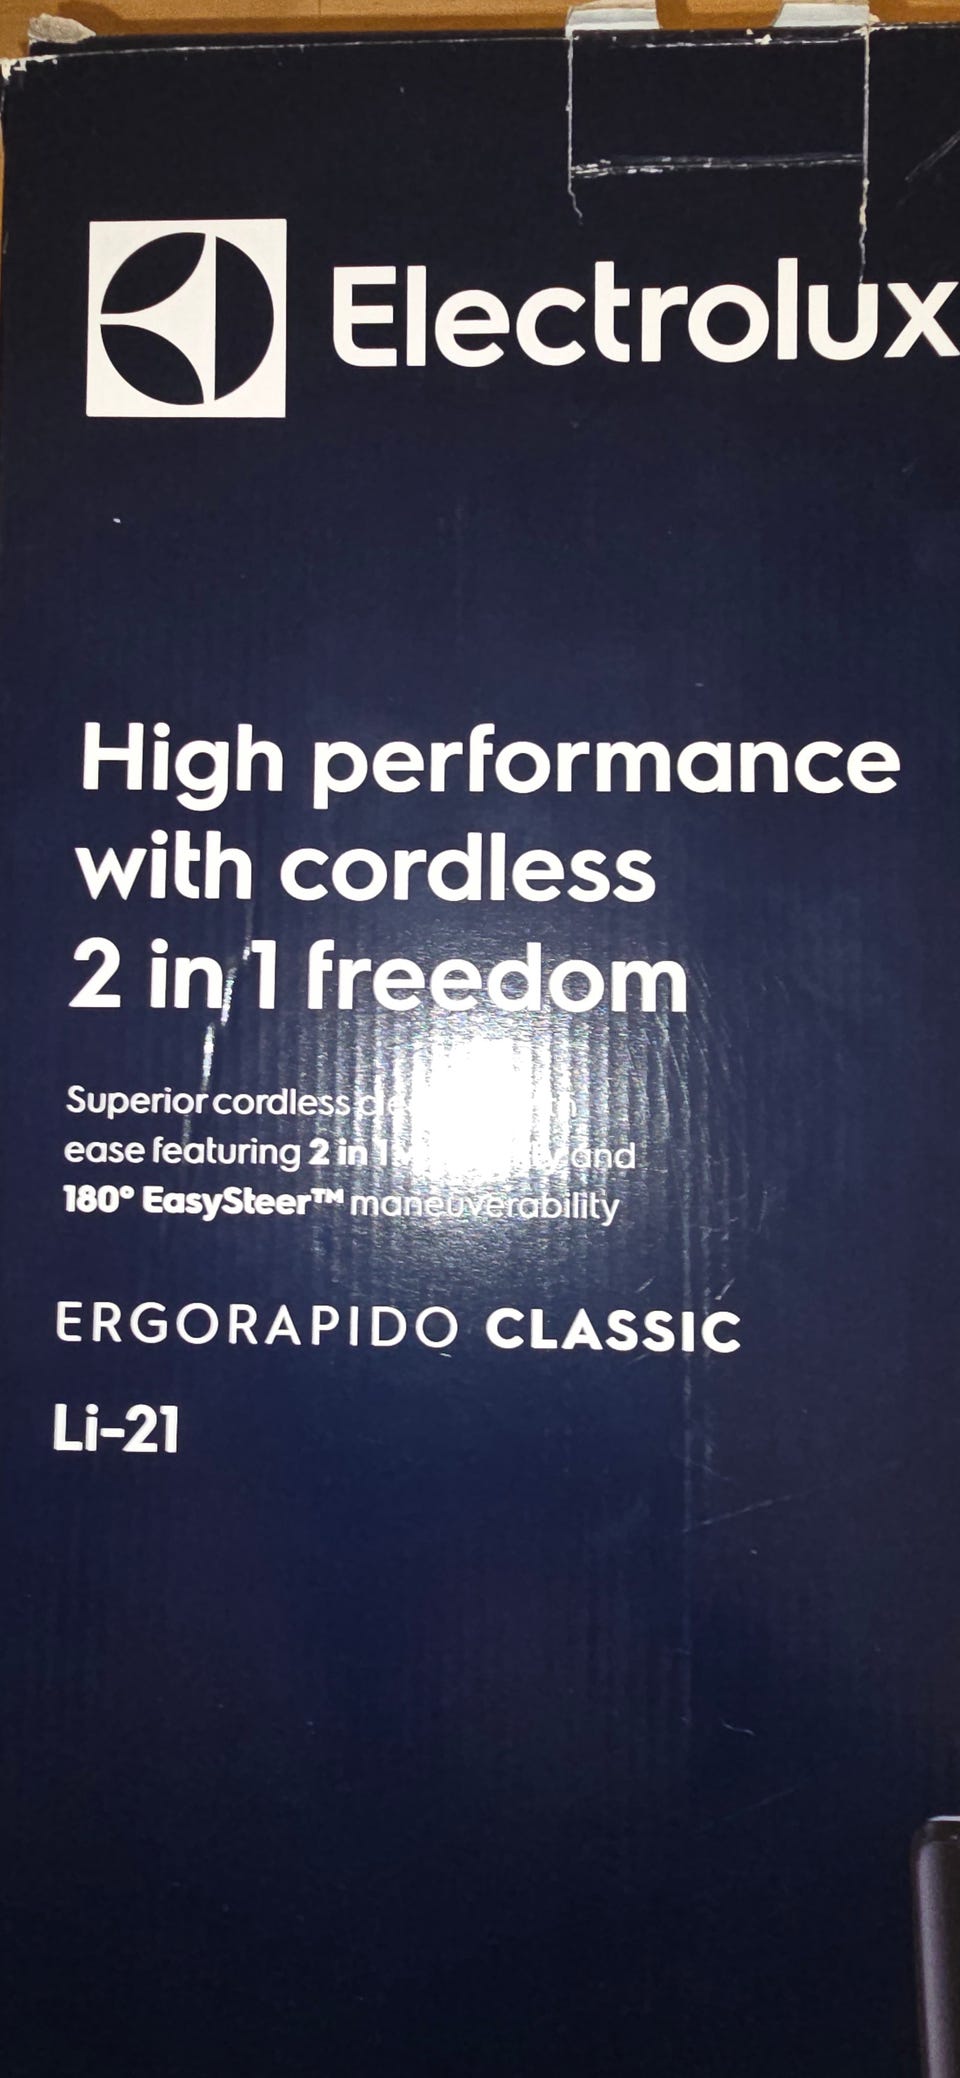 Electrolux
High performance
with cordless
2 in 1 freedom
Superior cordless
ease featuring 2 in 1 and
180° EasySteer™ maneuverability
ERGORAPIDO CLASSIC
Li-21